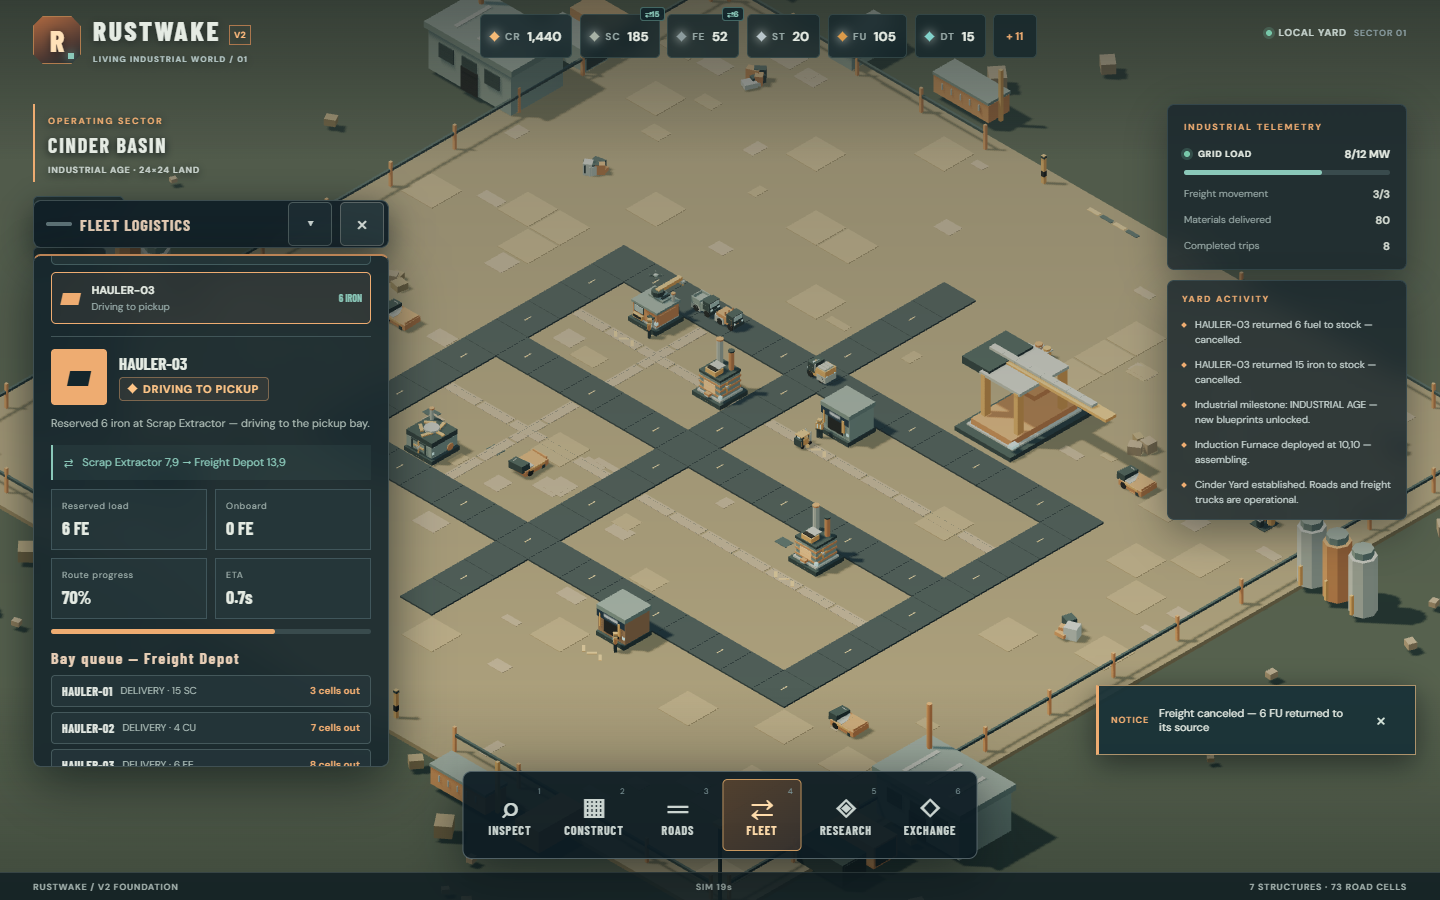 R
RUSTWAKE V2
LIVING INDUSTRIAL WORLD / 01
CR 1,440
SC 185
⇄15
FE 52
⇄6
ST 20
FU 105
DT 15
+ 11
LOCAL YARD SECTOR 01
OPERATING SECTOR
CINDER BASIN
INDUSTRIAL AGE · 24×24 LAND
FLEET LOGISTICS ▼ ×
HAULER-03
Driving to pickup
6 IRON
HAULER-03
◆ DRIVING TO PICKUP
Reserved 6 iron at Scrap Extractor — driving to the pickup bay.
⇄ Scrap Extractor 7,9 → Freight Depot 13,9
Reserved load
6 FE
Onboard
0 FE
Route progress
70%
ETA
0.7s
Bay queue — Freight Depot
HAULER-01 DELIVERY · 15 SC 3 cells out
HAULER-02 DELIVERY · 4 CU 7 cells out
HAULER-03 DELIVERY · 6 FE 8 cells out
INDUSTRIAL TELEMETRY
GRID LOAD 8/12 MW
Freight movement 3/3
Materials delivered 80
Completed trips 8
YARD ACTIVITY
HAULER-03 returned 6 fuel to stock —
cancelled.
HAULER-03 returned 15 iron to stock —
cancelled.
Industrial milestone: INDUSTRIAL AGE —
new blueprints unlocked.
Induction Furnace deployed at 10,10 —
assembling.
Cinder Yard established. Roads and freight
trucks are operational.
NOTICE
Freight canceled — 6 FU returned to
its source
×
1 INSPECT
2 CONSTRUCT
3 ROADS
4 FLEET
5 RESEARCH
6 EXCHANGE
RUSTWAKE / V2 FOUNDATION
SIM 19s
7 STRUCTURES · 73 ROAD CELLS